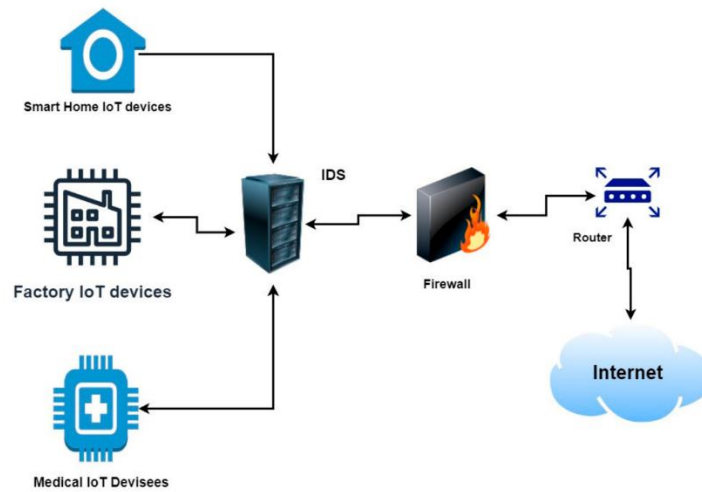 Smart Home IoT devices
IDS
Factory IoT devices
Firewall
Router
Internet
Medical IoT Devisees